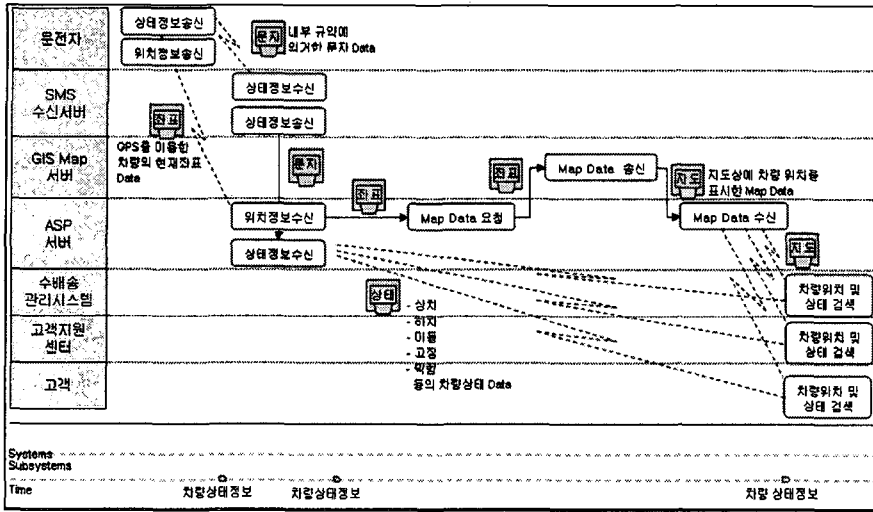 운전자
상태정보송신
위치정보송신
문자
내부 규약에
의거한 문자 Data
SMS
수신서버
상태정보수신
상태정보송신
좌표
GIS Map
서버
GPS를 이용한
차량의 현재좌표
Data
문자
좌표
좌표
Map Data 송신
지도
지도상에 차량 위치를
표시한 Map Data
ASP
서버
위치정보수신
Map Data 요청
Map Data 수신
상태정보수신
지도
수배송
관리시스템
상태
- 상차
- 하차
- 이동
- 고장
- 막힘
등의 차량상태 Data
차량위치 및
상태 검색
고객지원
센터
차량위치 및
상태 검색
고객
차량위치 및
상태 검색
Systems
Subsystems
Time
차량상태정보
차량상태정보
차량 상태정보